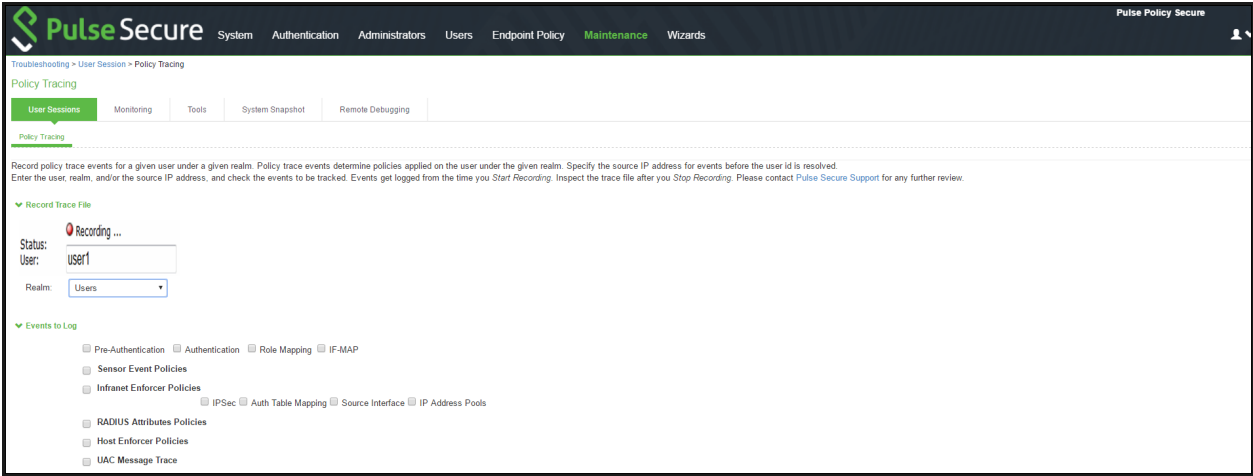 Pulse Policy Secure
Pulse Secure System Authentication Administrators Users Endpoint Policy Maintenance Wizards
Troubleshooting > User Session > Policy Tracing
Policy Tracing
User Sessions Monitoring Tools System Snapshot Remote Debugging
Policy Tracing
Record policy trace events for a given user under a given realm. Policy trace events determine policies applied on the user under the given realm. Specify the source IP address for events before the user id is resolved.
Enter the user, realm, and/or the source IP address, and check the events to be tracked. Events get logged from the time you Start Recording. Inspect the trace file after you Stop Recording. Please contact Pulse Secure Support for any further review.
Record Trace File
Status: Recording ...
User: user1
Realm: Users
Events to Log
Pre-Authentication Authentication Role Mapping IF-MAP
Sensor Event Policies
Infranet Enforcer Policies
IPSec Auth Table Mapping Source Interface IP Address Pools
RADIUS Attributes Policies
Host Enforcer Policies
UAC Message Trace